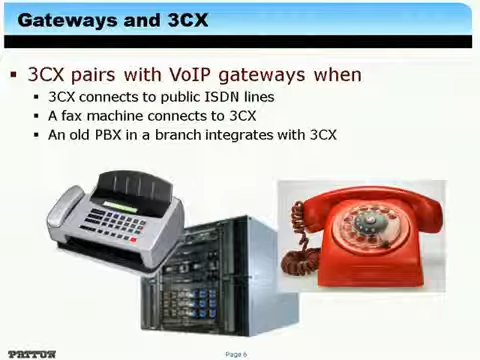 Gateways and 3CX
3CX pairs with VoIP gateways when
3CX connects to public ISDN lines
A fax machine connects to 3CX
An old PBX in a branch integrates with 3CX
PATTON
Page 6